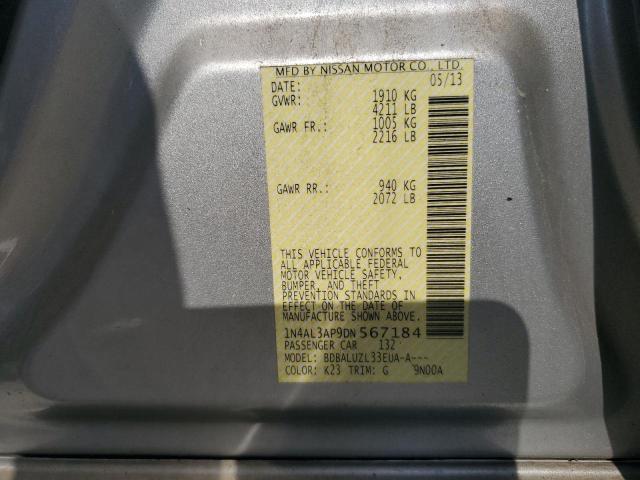 MFD BY NISSAN MOTOR CO., LTD.
DATE: 05/13
GVWR: 1910 KG
4211 LB
GAWR FR.: 1005 KG
2216 LB
GAWR RR.: 940 KG
2072 LB
THIS VEHICLE CONFORMS TO
ALL APPLICABLE FEDERAL
MOTOR VEHICLE SAFETY,
BUMPER, AND THEFT
PREVENTION STANDARDS IN
EFFECT ON THE DATE OF
MANUFACTURE SHOWN ABOVE.
1N4AL3AP9DN 567184
PASSENGER CAR 132
MODEL: BDBALUZL33EUA-A---
COLOR: K23 TRIM: G 9N00A